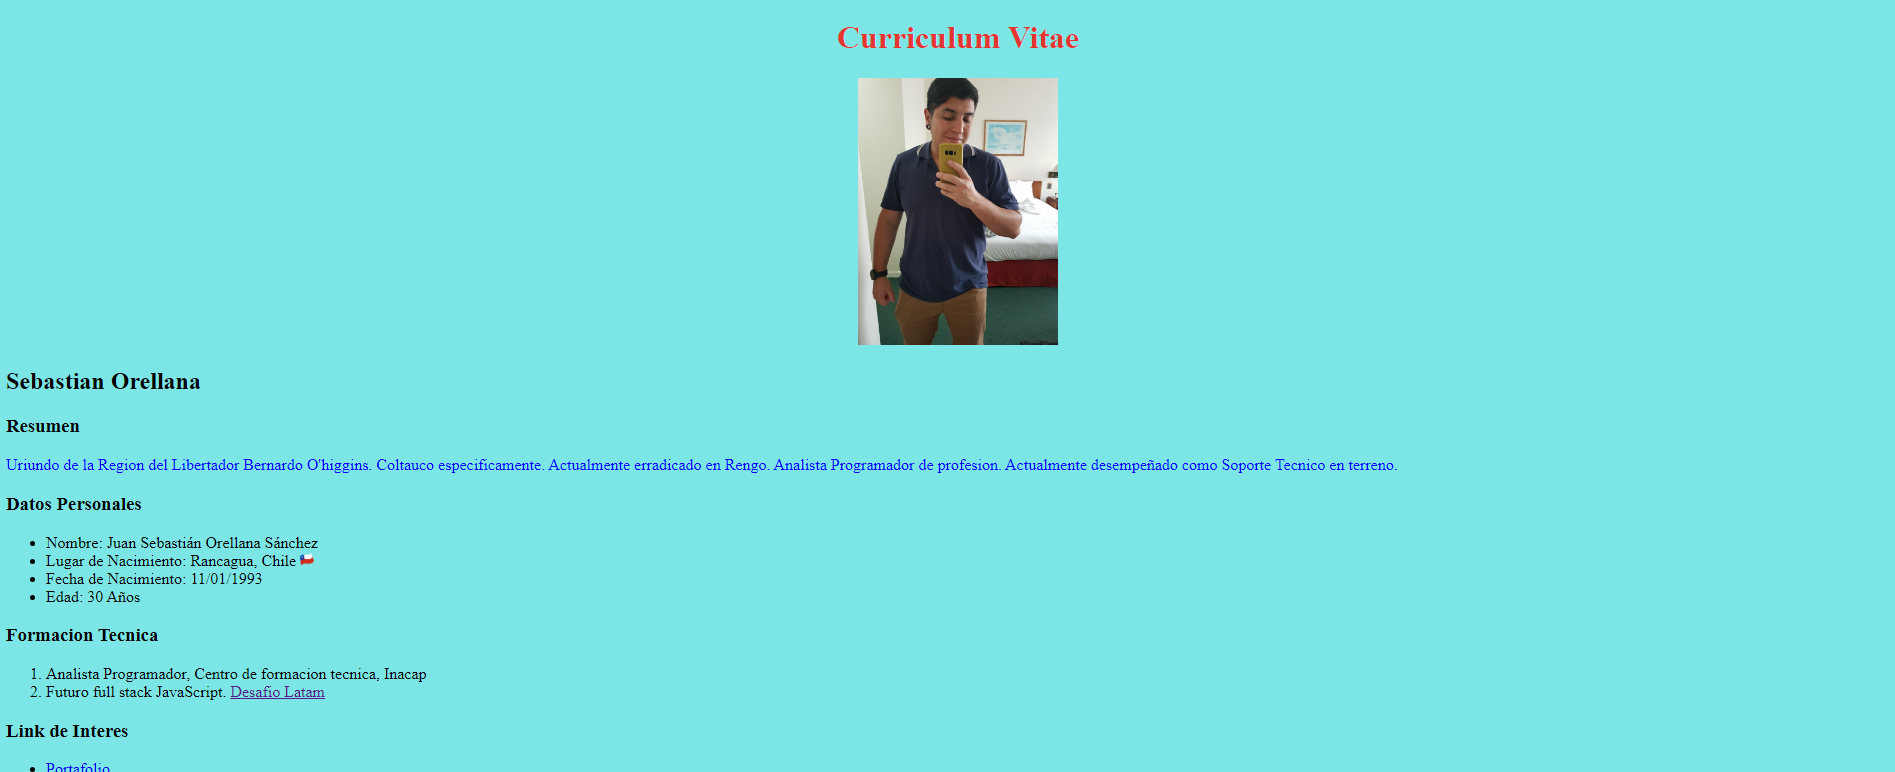 Curriculum Vitae
Sebastian Orellana
Resumen
Uriundo de la Region del Libertador Bernardo O'higgins. Coltauco especificamente. Actualmente erradicado en Rengo. Analista Programador de profesion. Actualmente desempeñado como Soporte Tecnico en terreno.
Datos Personales
Nombre: Juan Sebastián Orellana Sánchez
Lugar de Nacimiento: Rancagua, Chile
Fecha de Nacimiento: 11/01/1993
Edad: 30 Años
Formacion Tecnica
1. Analista Programador, Centro de formacion tecnica, Inacap
2. Futuro full stack JavaScript. Desafio Latam
Link de Interes
Portafolio